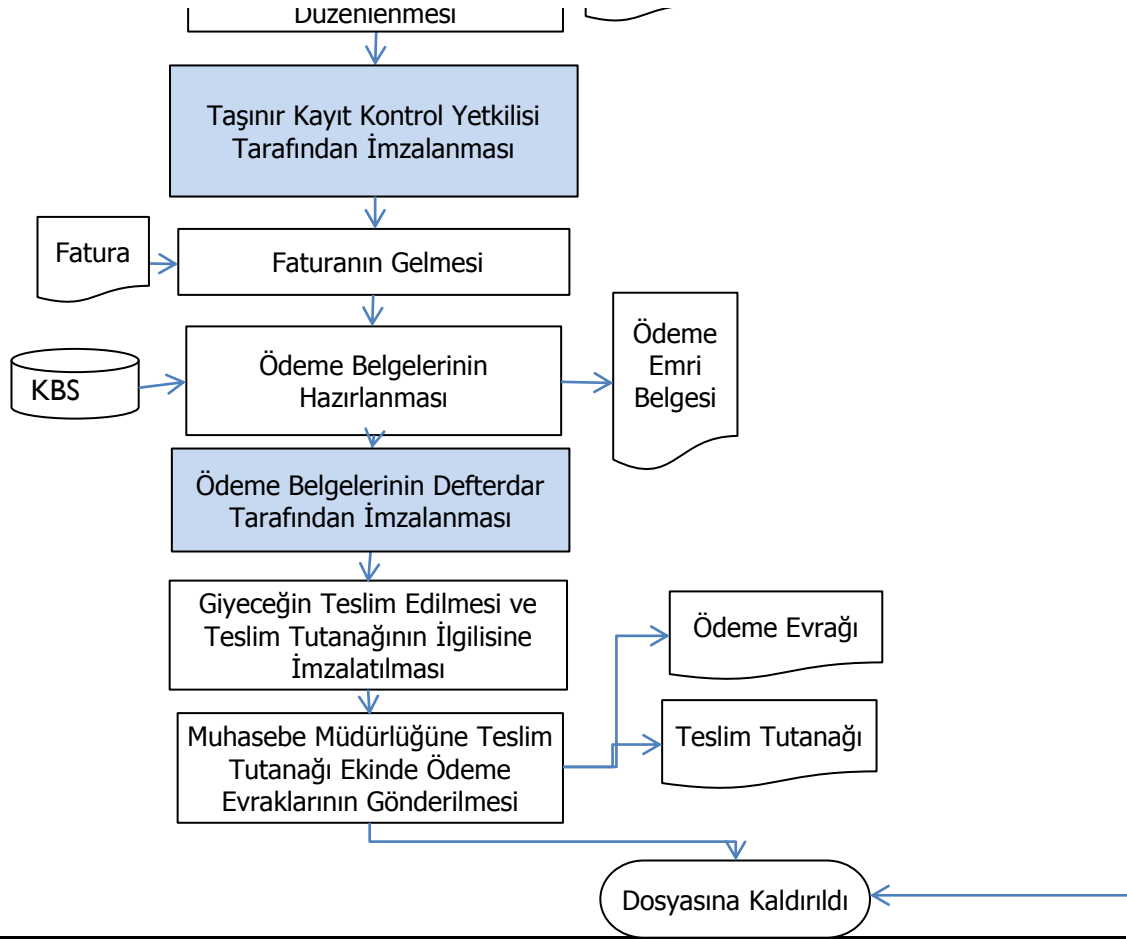 Düzenlenmesi
Taşınır Kayıt Kontrol Yetkilisi
Tarafından İmzalanması
Fatura
Faturanın Gelmesi
KBS
Ödeme Belgelerinin
Hazırlanması
Ödeme
Emri
Belgesi
Ödeme Belgelerinin Defterdar
Tarafından İmzalanması
Giyeceğin Teslim Edilmesi ve
Teslim Tutanağının İlgilisine
İmzalatılması
Ödeme Evrağı
Muhasebe Müdürlüğüne Teslim
Tutanağı Ekinde Ödeme
Evraklarının Gönderilmesi
Teslim Tutanağı
Dosyasına Kaldırıldı